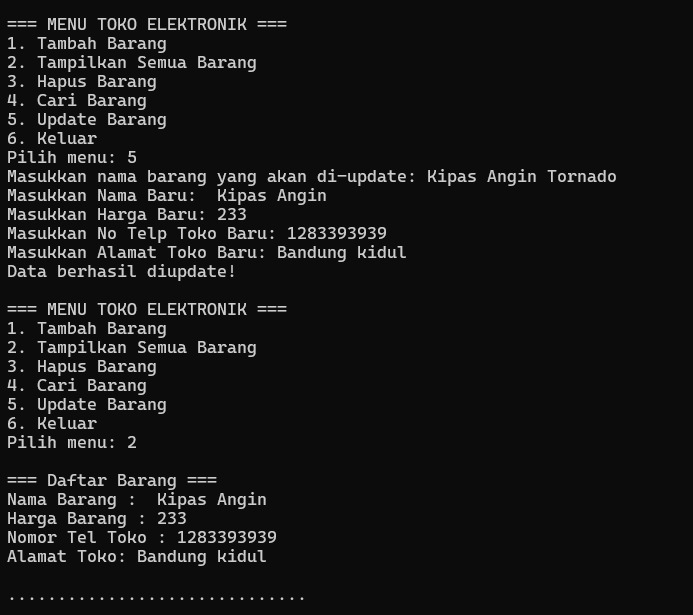 === MENU TOKO ELEKTRONIK ===
1. Tambah Barang
2. Tampilkan Semua Barang
3. Hapus Barang
4. Cari Barang
5. Update Barang
6. Keluar
Pilih menu: 5
Masukkan nama barang yang akan di-update: Kipas Angin Tornado
Masukkan Nama Baru:  Kipas Angin
Masukkan Harga Baru: 233
Masukkan No Telp Toko Baru: 1283393939
Masukkan Alamat Toko Baru: Bandung kidul
Data berhasil diupdate!

=== MENU TOKO ELEKTRONIK ===
1. Tambah Barang
2. Tampilkan Semua Barang
3. Hapus Barang
4. Cari Barang
5. Update Barang
6. Keluar
Pilih menu: 2

=== Daftar Barang ===
Nama Barang :  Kipas Angin
Harga Barang : 233
Nomor Tel Toko : 1283393939
Alamat Toko: Bandung kidul

..............................